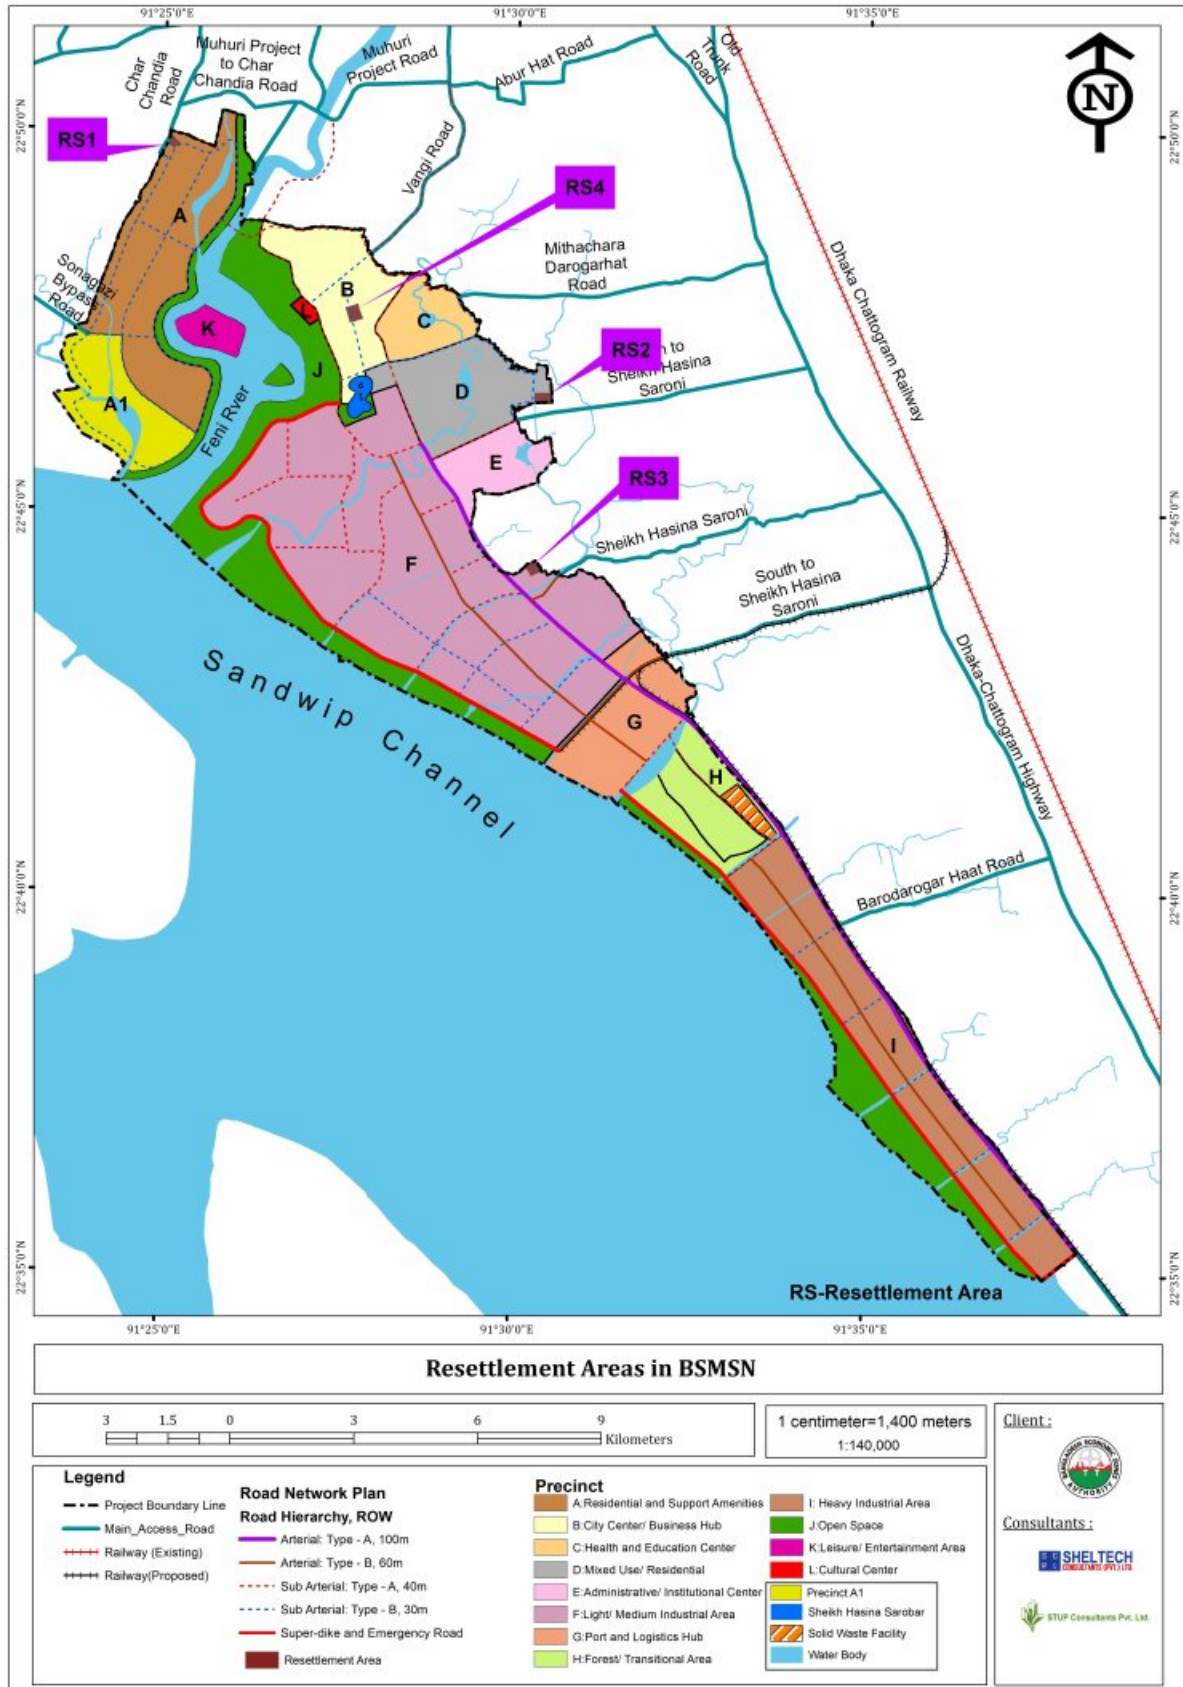 91°25'0"E
91°30'0"E
91°35'0"E
Char
Chandia
Road
Muhuri Project
to Char
Chandia Road
Muhuri
Project Road
Abur Hat Road
Old
Trunk
Road
N
22°50'0"N
22°50'0"N
RS1
Vangi Road
RS4
A
Mithachara
Darogarhat
Road
Sonagazi
Bypass
Road
B
L
C
K
Dhaka Chattogram Railway
RS2
to
Sheikh Hasina
Saroni
J
D
A1
Feni RIver
E
RS3
22°45'0"N
22°45'0"N
Sheikh Hasina Saroni
F
South to
Sheikh Hasina
Saroni
Sandwip Channel
Dhaka-Chattogram Highway
G
H
22°40'0"N
22°40'0"N
Barodarogar Haat Road
I
22°35'0"N
22°35'0"N
RS-Resettlement Area
91°25'0"E
91°30'0"E
91°35'0"E
Resettlement Areas in BSMSN
3 1.5 0 3 6 9
Kilometers
1 centimeter=1,400 meters
1:140,000
Legend
Project Boundary Line
Main_Access_Road
Railway (Existing)
Railway(Proposed)
Road Network Plan
Road Hierarchy, ROW
Arterial: Type - A, 100m
Arterial: Type - B, 60m
Sub Arterial: Type - A, 40m
Sub Arterial: Type - B, 30m
Super-dike and Emergency Road
Resettlement Area
Precinct
A:Residential and Support Amenities
B:City Center/ Business Hub
C:Health and Education Center
D:Mixed Use/ Residential
E:Administrative/ Institutional Center
F:Light/ Medium Industrial Area
G:Port and Logistics Hub
H:Forest/ Transitional Area
I: Heavy Industrial Area
J:Open Space
K:Leisure/ Entertainment Area
L:Cultural Center
Precinct A1
Sheikh Hasina Sarobar
Solid Waste Facility
Water Body
Client :
BANGLADESH ECONOMIC ZONES
AUTHORITY
Consultants :
SHELTECH
CONSULTANTS (PVT.) LTD.
STUP Consultants Pvt. Ltd.